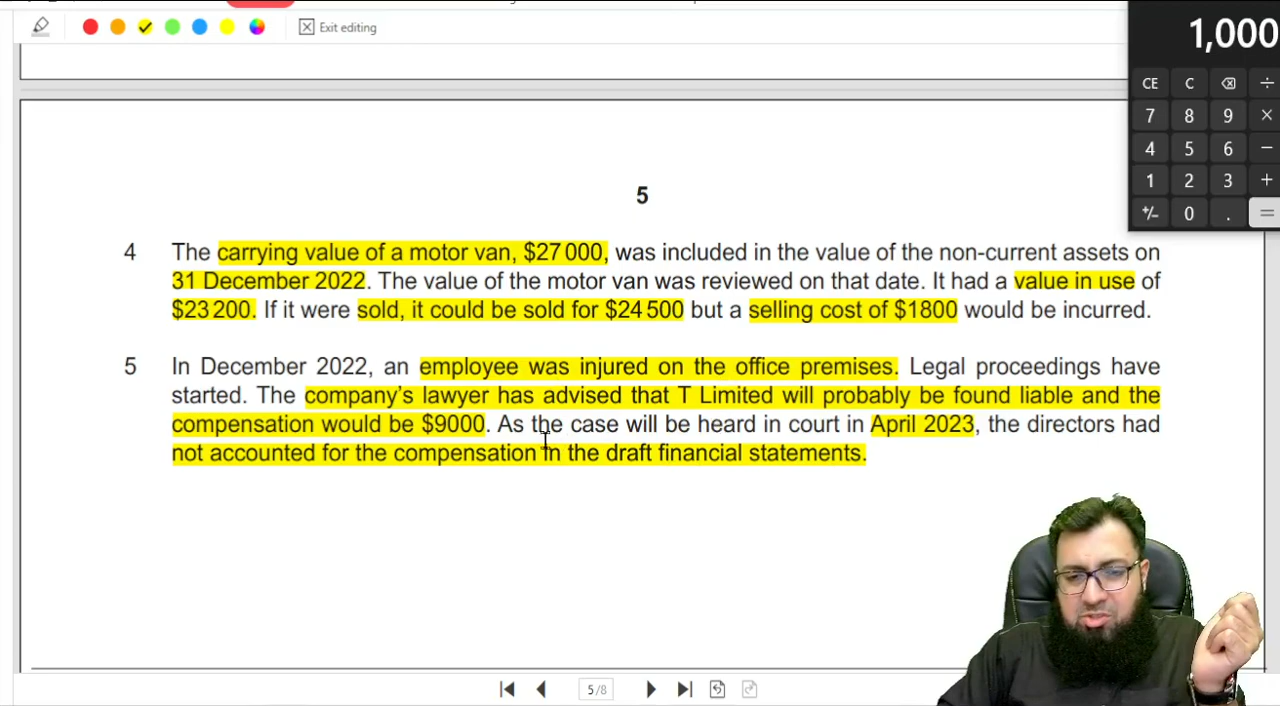 Exit editing
1,000
CE C ⌫ ÷
7 8 9 ×
4 5 6 −
1 2 3 +
+/− 0 . =
5
4 The carrying value of a motor van, $27 000, was included in the value of the non-current assets on
31 December 2022. The value of the motor van was reviewed on that date. It had a value in use of
$23 200. If it were sold, it could be sold for $24 500 but a selling cost of $1800 would be incurred.
5 In December 2022, an employee was injured on the office premises. Legal proceedings have
started. The company's lawyer has advised that T Limited will probably be found liable and the
compensation would be $9000. As the case will be heard in court in April 2023, the directors had
not accounted for the compensation in the draft financial statements.
5/8